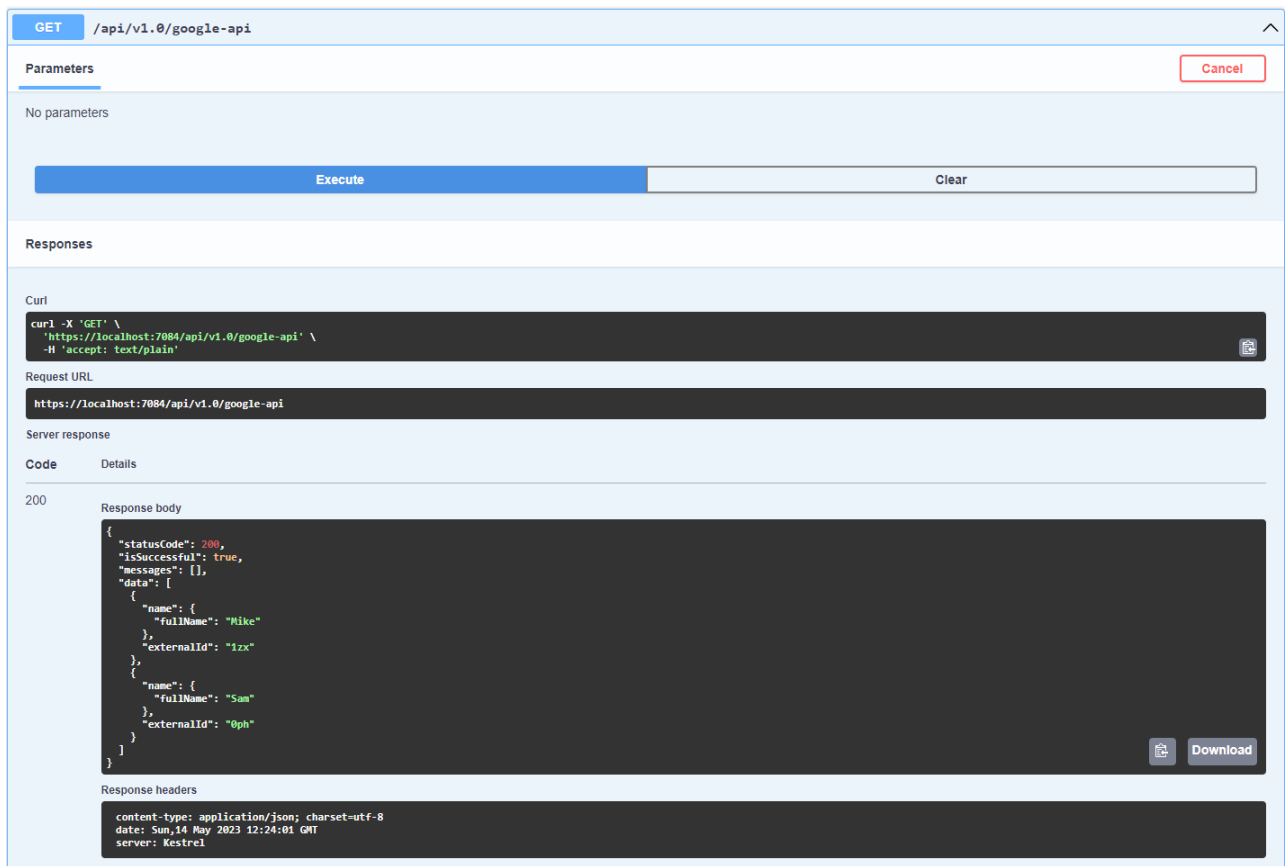 GET /api/v1.0/google-api
Parameters
Cancel
No parameters
Execute
Clear
Responses
Curl
curl -X 'GET' \
  'https://localhost:7084/api/v1.0/google-api' \
  -H 'accept: text/plain'
Request URL
https://localhost:7084/api/v1.0/google-api
Server response
Code Details
200
Response body
{
  "statusCode": 200,
  "isSuccessful": true,
  "messages": [],
  "data": [
    {
      "name": {
        "fullName": "Mike"
      },
      "externalId": "1zx"
    },
    {
      "name": {
        "fullName": "Sam"
      },
      "externalId": "0ph"
    }
  ]
}
Download
Response headers
content-type: application/json; charset=utf-8
date: Sun,14 May 2023 12:24:01 GMT
server: Kestrel